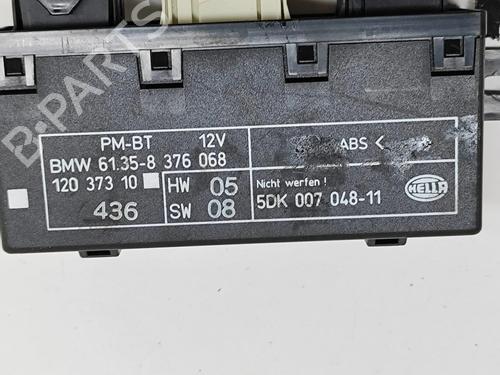 PM-BT 12V
BMW 61.35-8 376 068
120 373 10 HW 05
436 SW 08
ABS <
Nicht werfen !
5DK 007 048-11
HELLA
B-PARTS